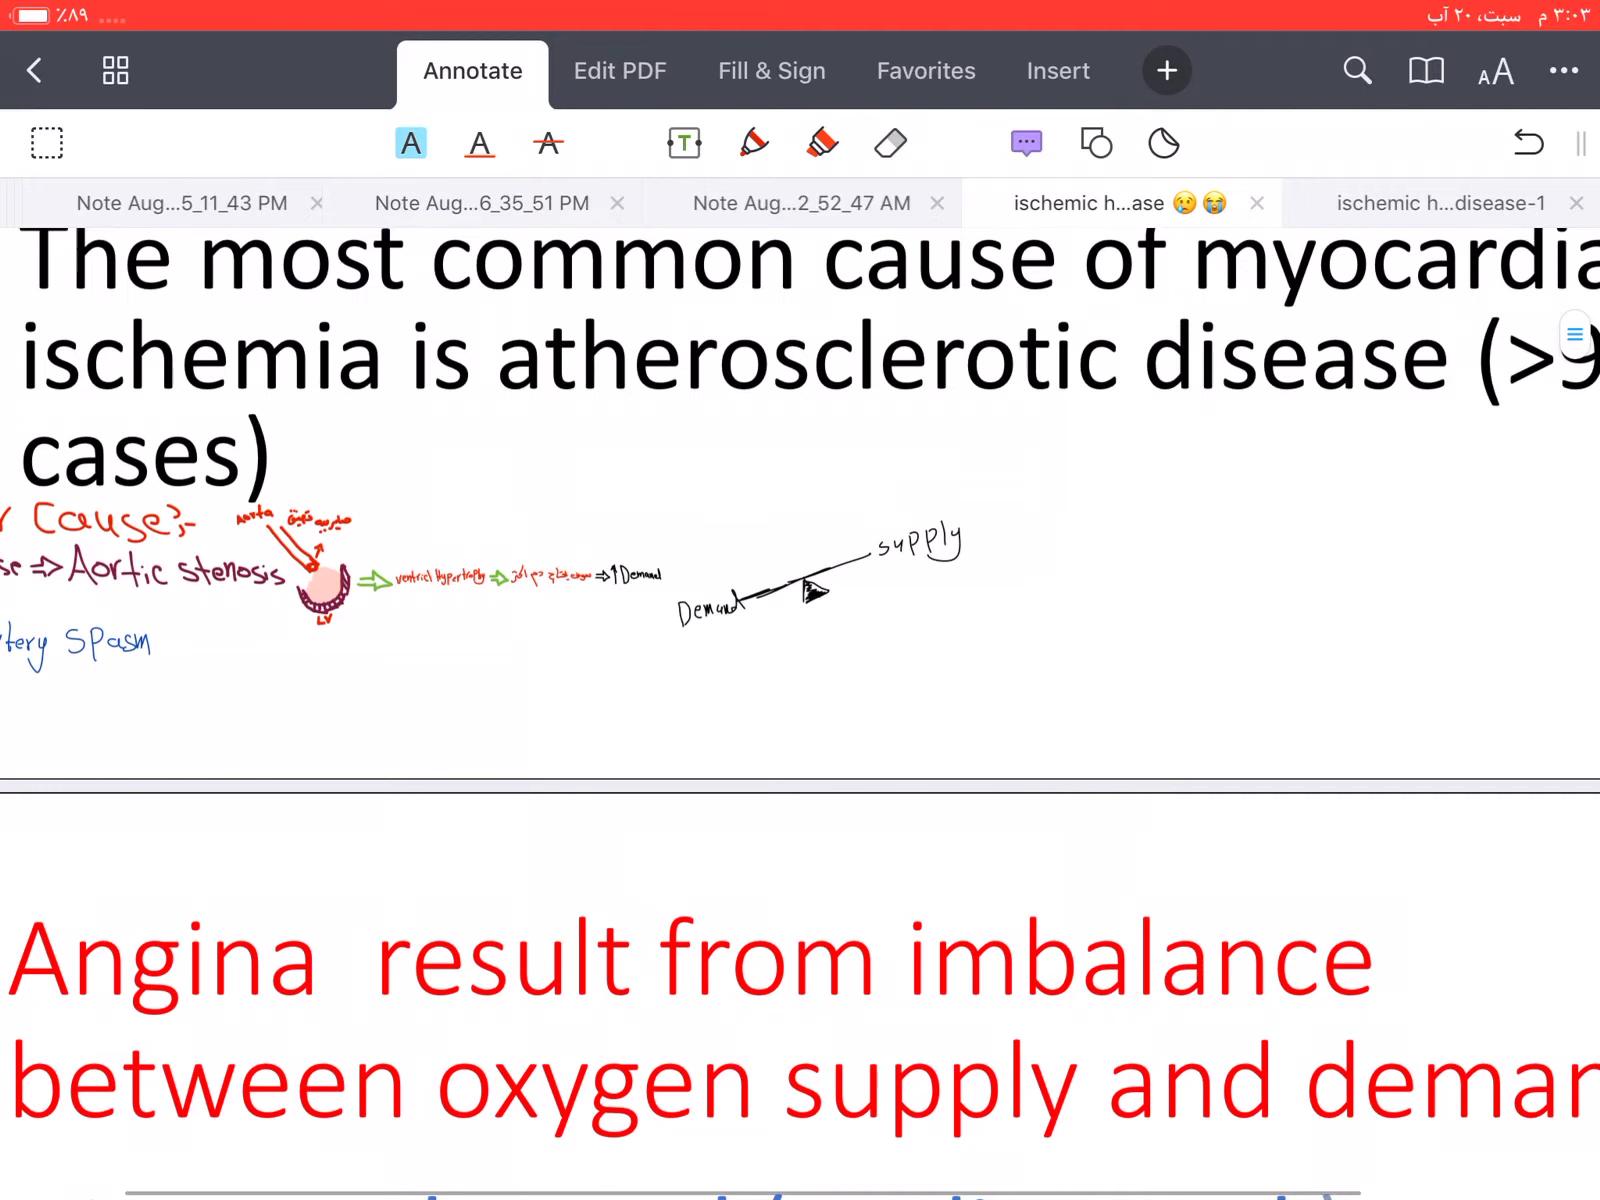 ٪٨٩
٣:٠٣ م سبت، ٢٠ آب
Annotate Edit PDF Fill & Sign Favorites Insert
Note Aug...5_11_43 PM Note Aug...6_35_51 PM Note Aug...2_52_47 AM ischemic h...ase 😢😭 ischemic h...disease-1
The most common cause of myocardia
ischemia is atherosclerotic disease (>9
cases)
r Cause:-
Aorta
se ⇒ Aortic stenosis
LV
⇒ ventricl Hypertrophy ⇒
⇒ ↑ Demand
Demand
supply
tery Spasm
Angina result from imbalance
between oxygen supply and deman